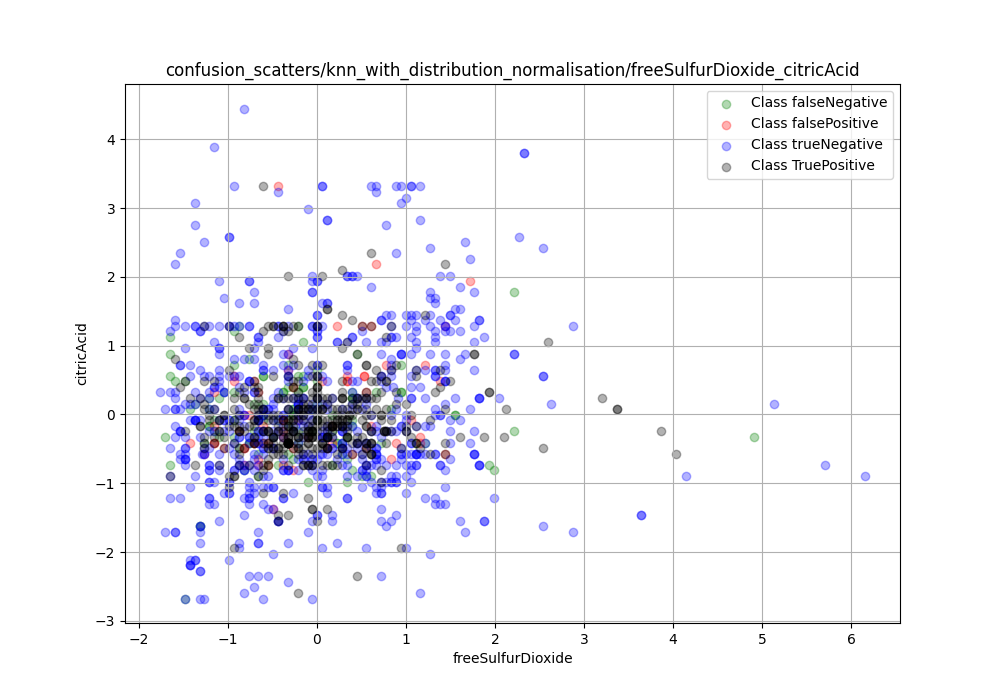 confusion_scatters/knn_with_distribution_normalisation/freeSulfurDioxide_citricAcid
Class falseNegative
Class falsePositive
Class trueNegative
Class TruePositive
citricAcid
4
3
2
1
0
−1
−2
−3
−2
−1
0
1
2
3
4
5
6
freeSulfurDioxide